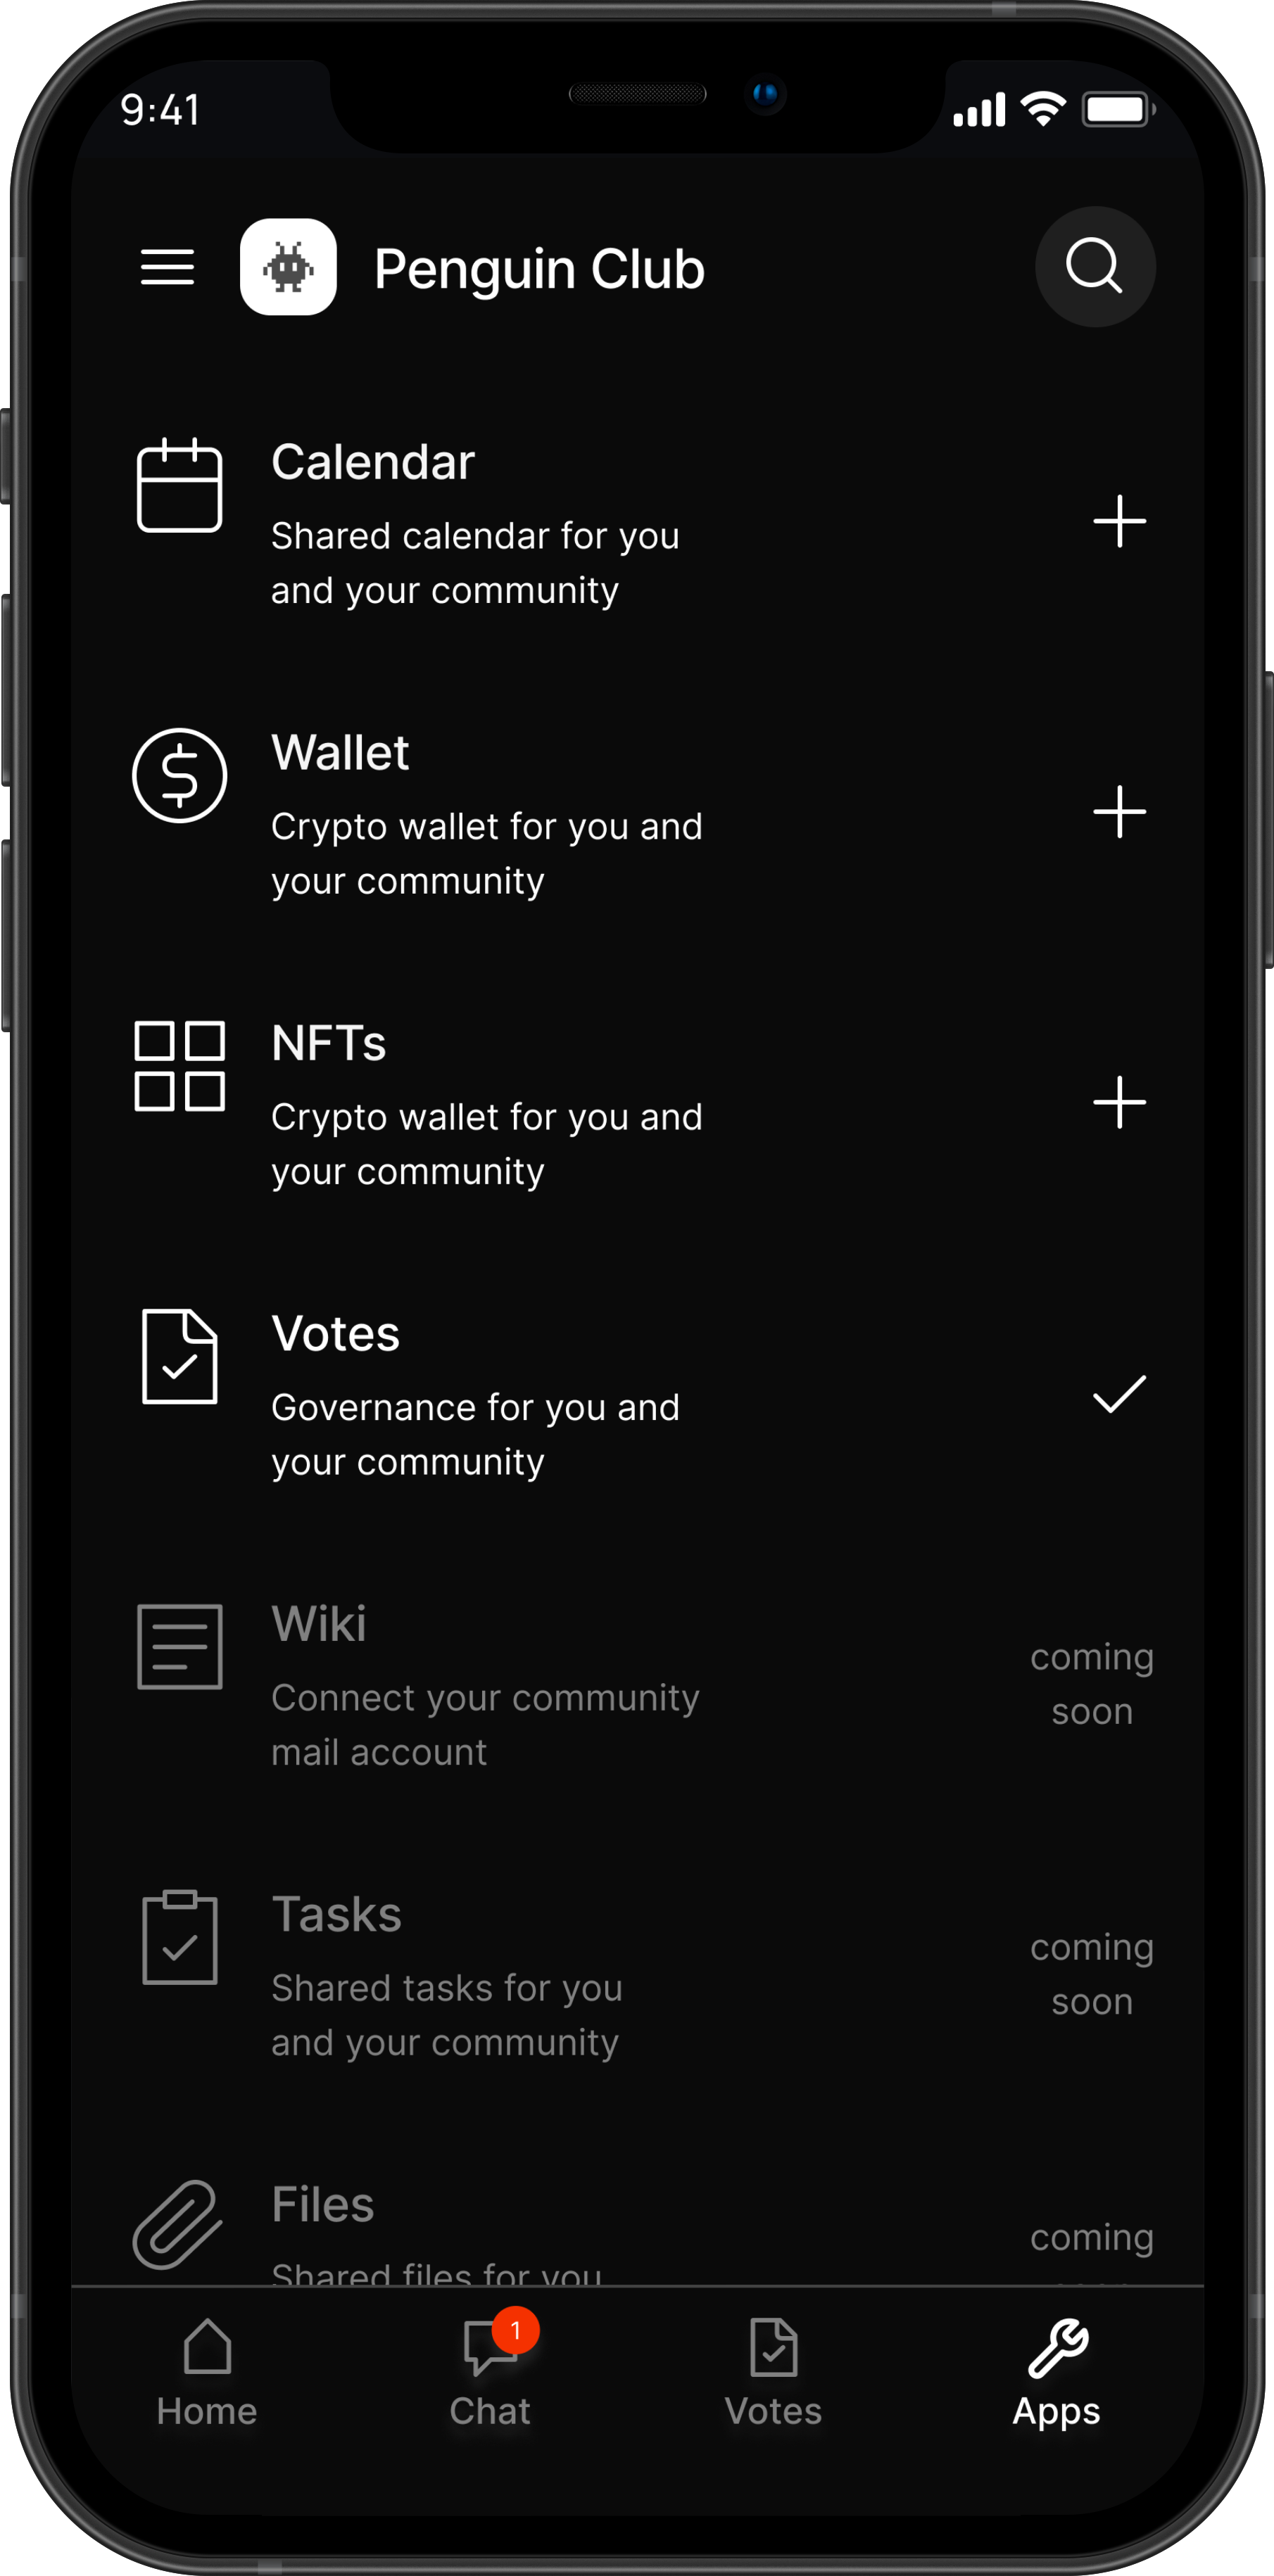 9:41
Penguin Club
Calendar
Shared calendar for you
and your community
Wallet
Crypto wallet for you and
your community
NFTs
Crypto wallet for you and
your community
Votes
Governance for you and
your community
Wiki
Connect your community
mail account
coming
soon
Tasks
Shared tasks for you
and your community
coming
soon
Files
Shared files for you
coming
1
Home
Chat
Votes
Apps